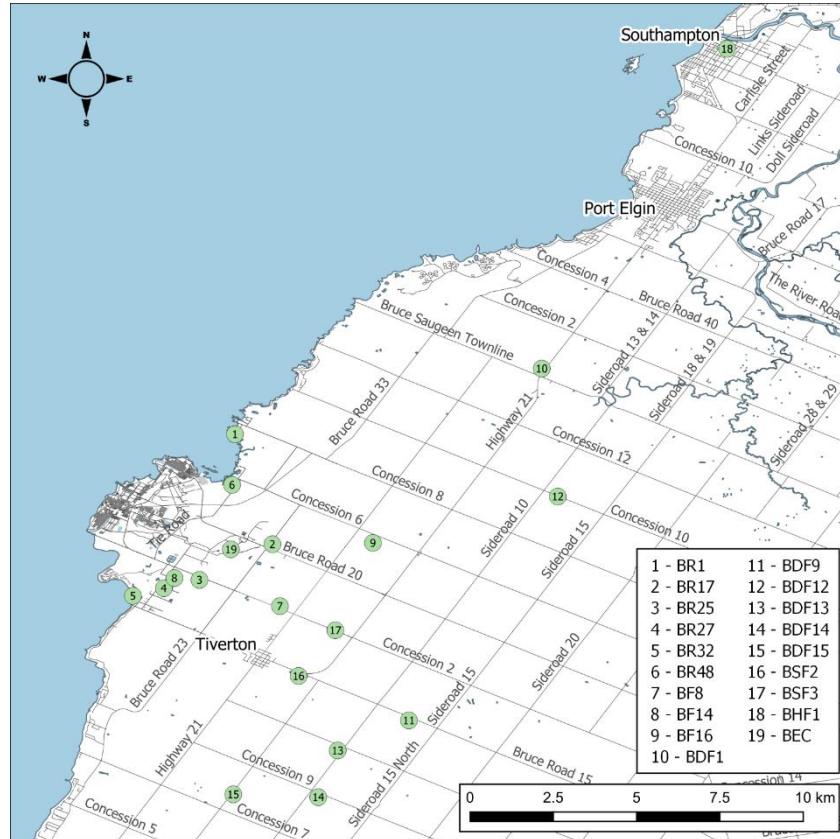 N
W
E
S
Southampton
18
Carlisle Street
Links Sideroad
Doll Sideroad
Concession 10
Port Elgin
Bruce Road 17
The River Road
Concession 4
Bruce Road 40
Concession 2
Bruce Saugeen Townline
Sideroad 13 & 14
Sideroad 18 & 19
Sideroad 28 & 29
10
Bruce Road 33
Highway 21
1
Concession 12
Concession 8
6
Concession 6
12
Concession 10
Sideroad 10
Sideroad 15
Tie Road
19
2
9
Bruce Road 20
8
3
4
5
7
17
Tiverton
16
Concession 2
Sideroad 20
Bruce Road 23
Highway 21
Sideroad 15
11
13
Bruce Road 15
Sideroad 15 North
Concession 9
15
14
Concession 14
Concession 5
Concession 7
1 - BR1
2 - BR17
3 - BR25
4 - BR27
5 - BR32
6 - BR48
7 - BF8
8 - BF14
9 - BF16
10 - BDF1
11 - BDF9
12 - BDF12
13 - BDF13
14 - BDF14
15 - BDF15
16 - BSF2
17 - BSF3
18 - BHF1
19 - BEC
0 2.5 5 7.5 10 km